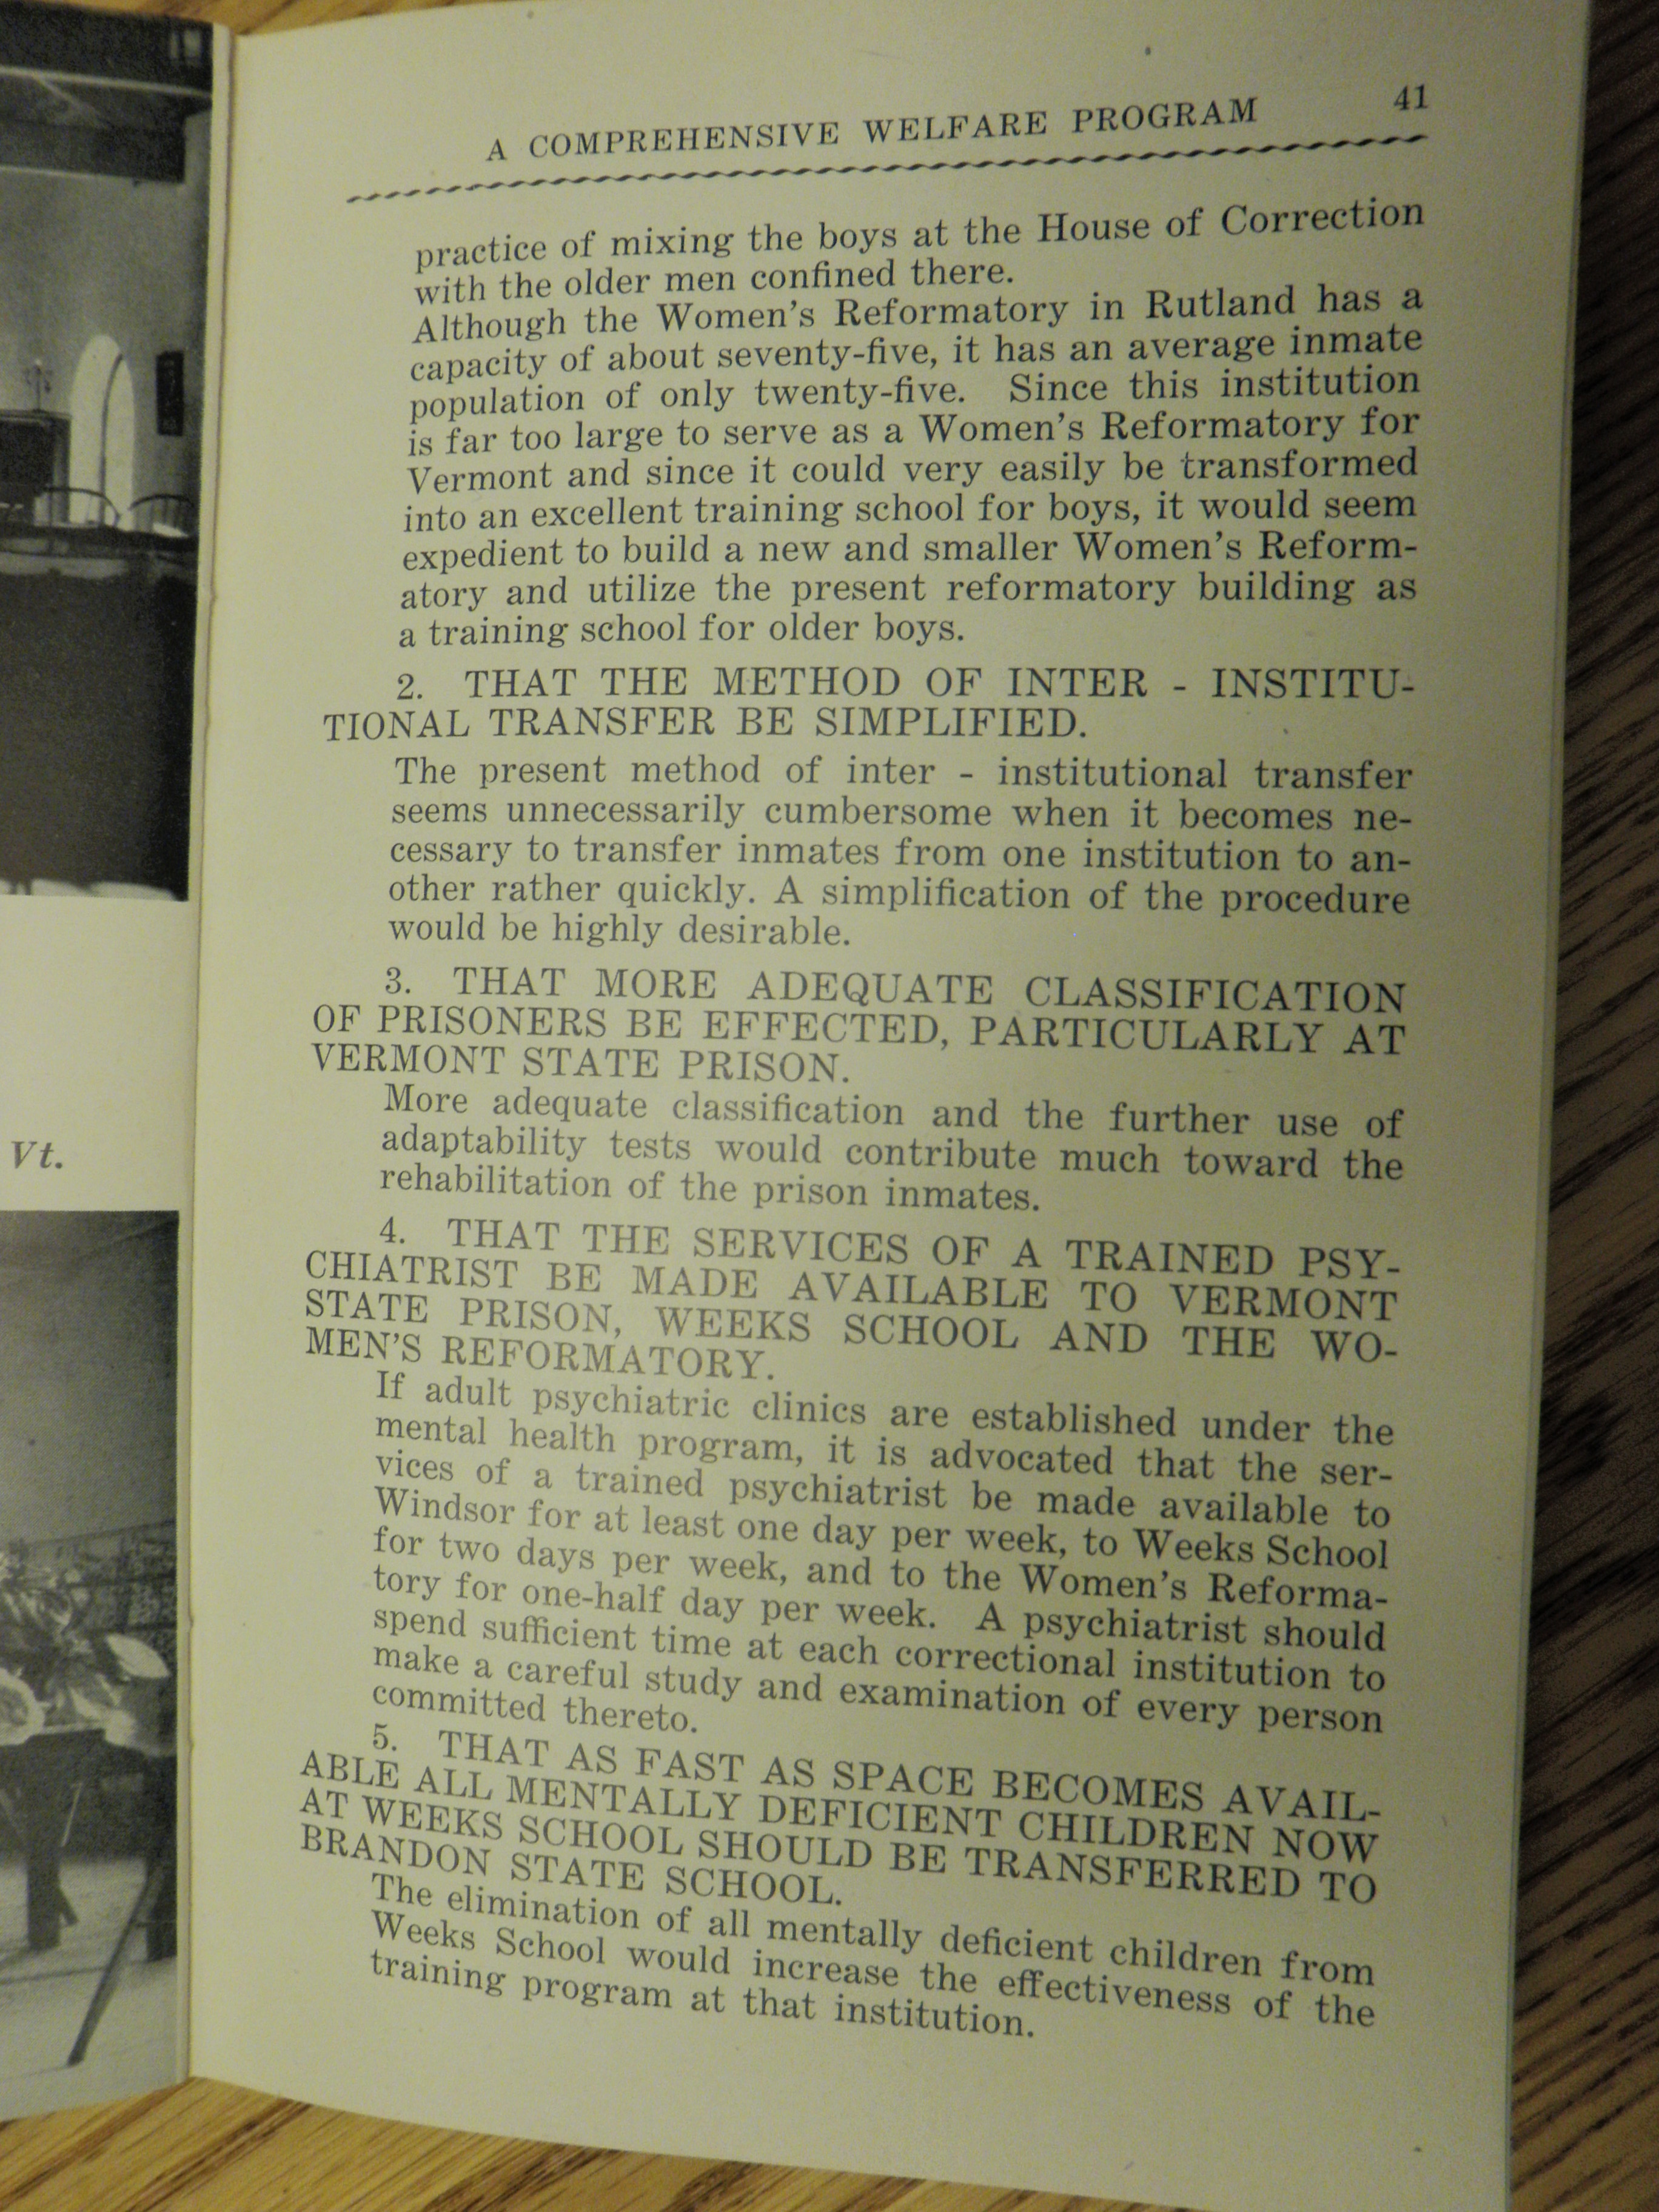 Vt.
A COMPREHENSIVE WELFARE PROGRAM 41
practice of mixing the boys at the House of Correction
with the older men confined there.
Although the Women's Reformatory in Rutland has a
capacity of about seventy-five, it has an average inmate
population of only twenty-five. Since this institution
is far too large to serve as a Women's Reformatory for
Vermont and since it could very easily be transformed
into an excellent training school for boys, it would seem
expedient to build a new and smaller Women's Reform-
atory and utilize the present reformatory building as
a training school for older boys.
2. THAT THE METHOD OF INTER - INSTITU-
TIONAL TRANSFER BE SIMPLIFIED.
The present method of inter - institutional transfer
seems unnecessarily cumbersome when it becomes ne-
cessary to transfer inmates from one institution to an-
other rather quickly. A simplification of the procedure
would be highly desirable.
3. THAT MORE ADEQUATE CLASSIFICATION
OF PRISONERS BE EFFECTED, PARTICULARLY AT
VERMONT STATE PRISON.
More adequate classification and the further use of
adaptability tests would contribute much toward the
rehabilitation of the prison inmates.
4. THAT THE SERVICES OF A TRAINED PSY-
CHIATRIST BE MADE AVAILABLE TO VERMONT
STATE PRISON, WEEKS SCHOOL AND THE WO-
MEN'S REFORMATORY.
If adult psychiatric clinics are established under the
mental health program, it is advocated that the ser-
vices of a trained psychiatrist be made available to
Windsor for at least one day per week, to Weeks School
for two days per week, and to the Women's Reforma-
tory for one-half day per week. A psychiatrist should
spend sufficient time at each correctional institution to
make a careful study and examination of every person
committed thereto.
5. THAT AS FAST AS SPACE BECOMES AVAIL-
ABLE ALL MENTALLY DEFICIENT CHILDREN NOW
AT WEEKS SCHOOL SHOULD BE TRANSFERRED TO
BRANDON STATE SCHOOL.
The elimination of all mentally deficient children from
Weeks School would increase the effectiveness of the
training program at that institution.